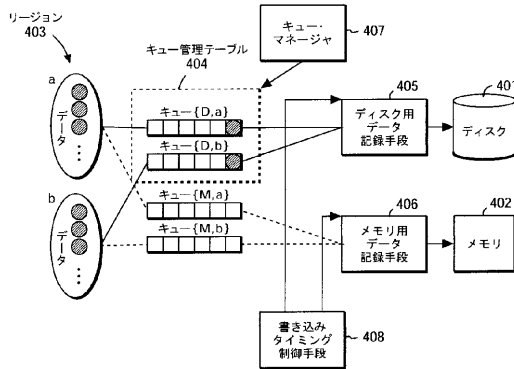 リージョン
403
キュー管理テーブル
404
キュー・
マネージャ
407
a
データ
キュー{D,a}
キュー{D,b}
405
ディスク用
データ
記録手段
401
ディスク
b
データ
キュー{M,a}
キュー{M,b}
406
メモリ用
データ
記録手段
402
メモリ
書き込み
タイミング
制御手段
408